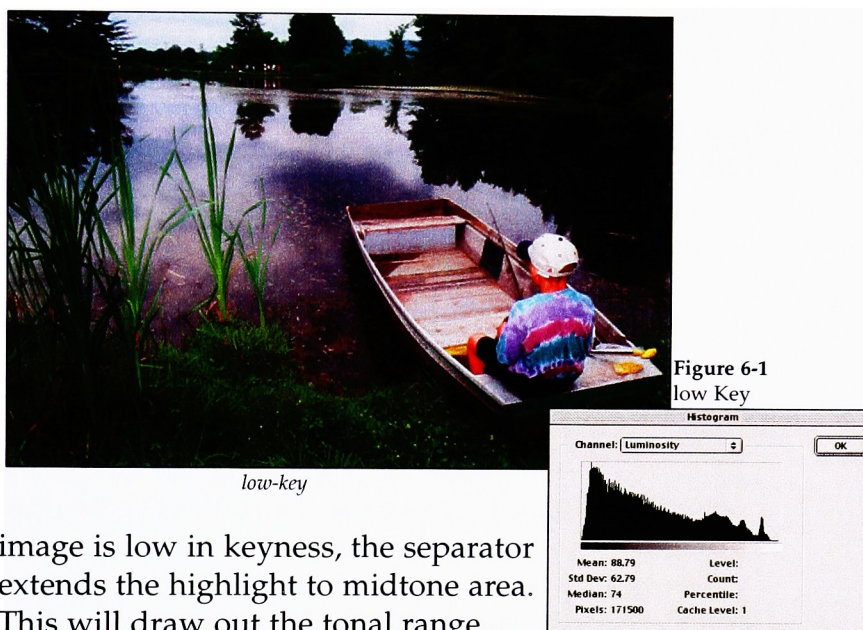 Figure 6-1
low Key
low-key
Histogram
Channel: Luminosity
OK
Mean: 88.79
Level:
Std Dev: 62.79
Count:
Median: 74
Percentile:
Pixels: 171500
Cache Level: 1
image is low in keyness, the separator
extends the highlight to midtone area.
This will draw out the tonal range